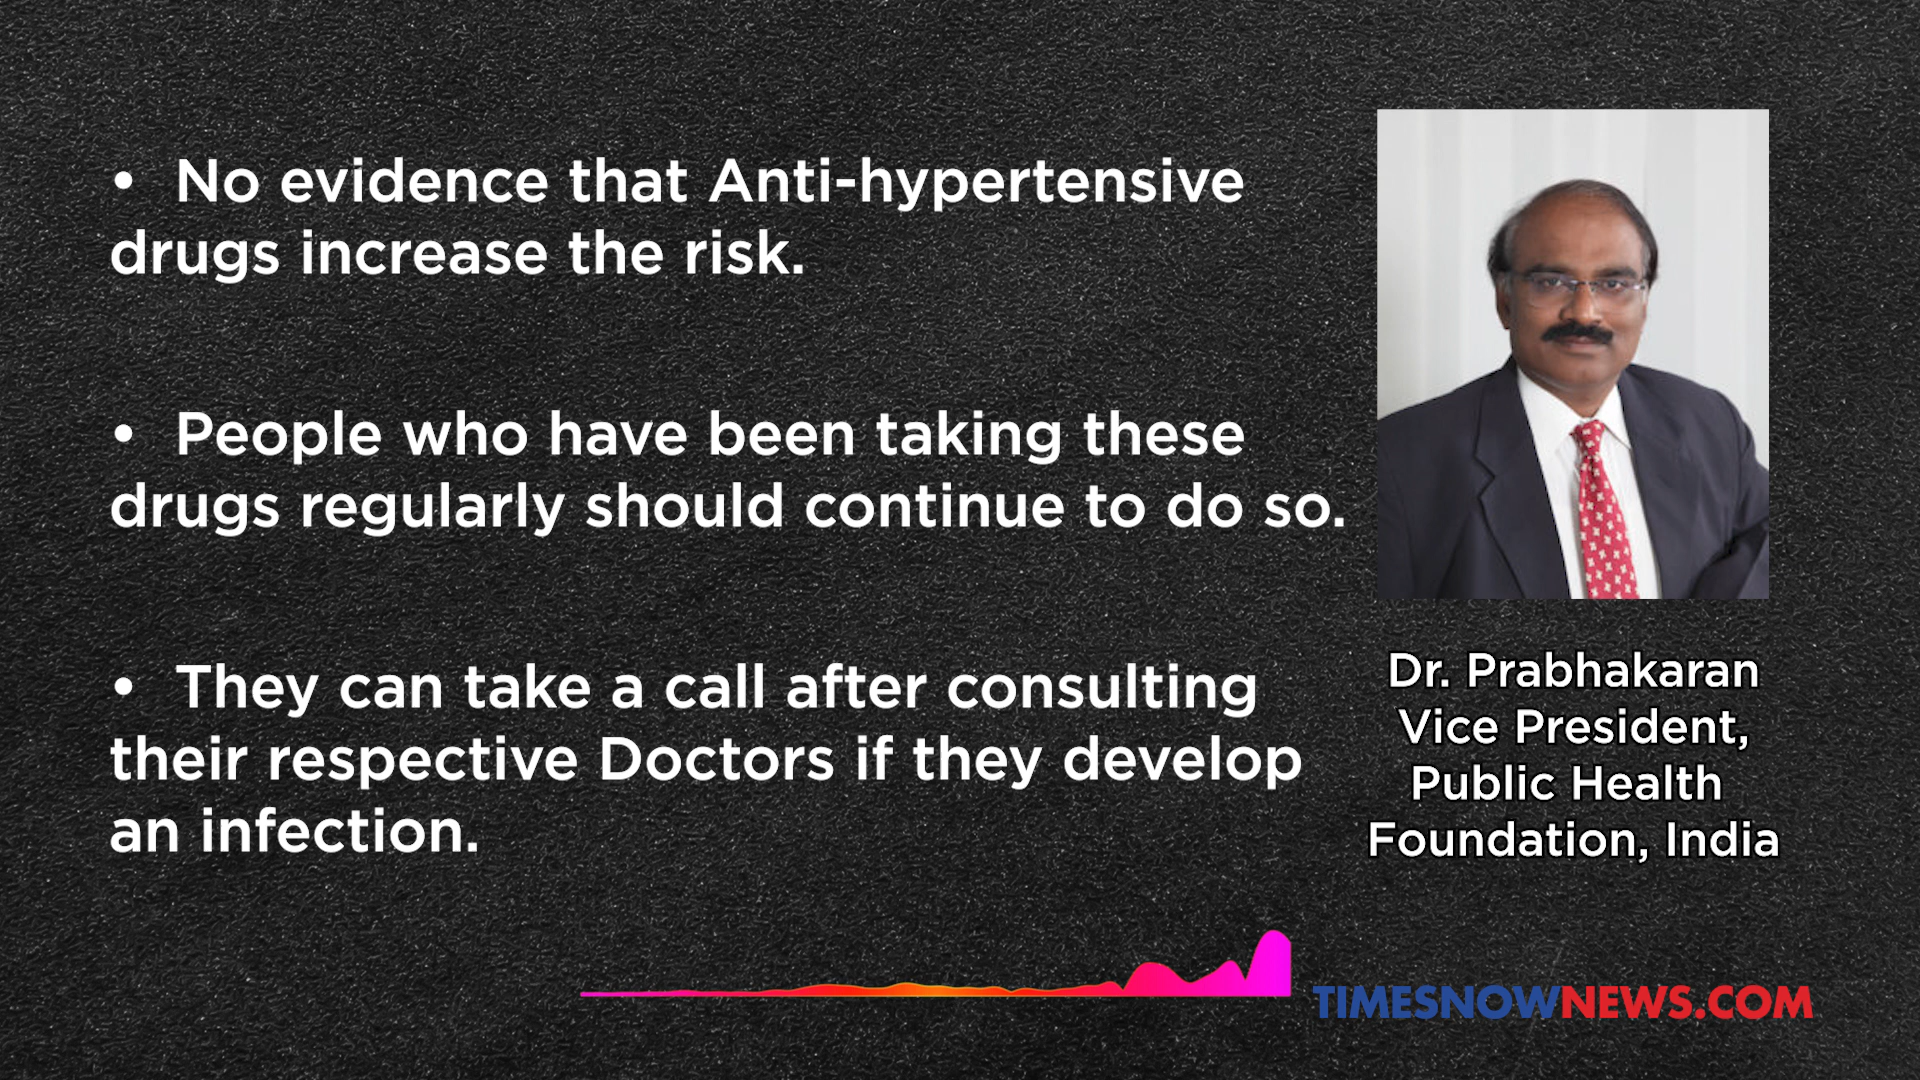 • No evidence that Anti-hypertensive
drugs increase the risk.
• People who have been taking these
drugs regularly should continue to do so.
• They can take a call after consulting
their respective Doctors if they develop
an infection.
Dr. Prabhakaran
Vice President,
Public Health
Foundation, India
TIMESNOWNEWS.COM